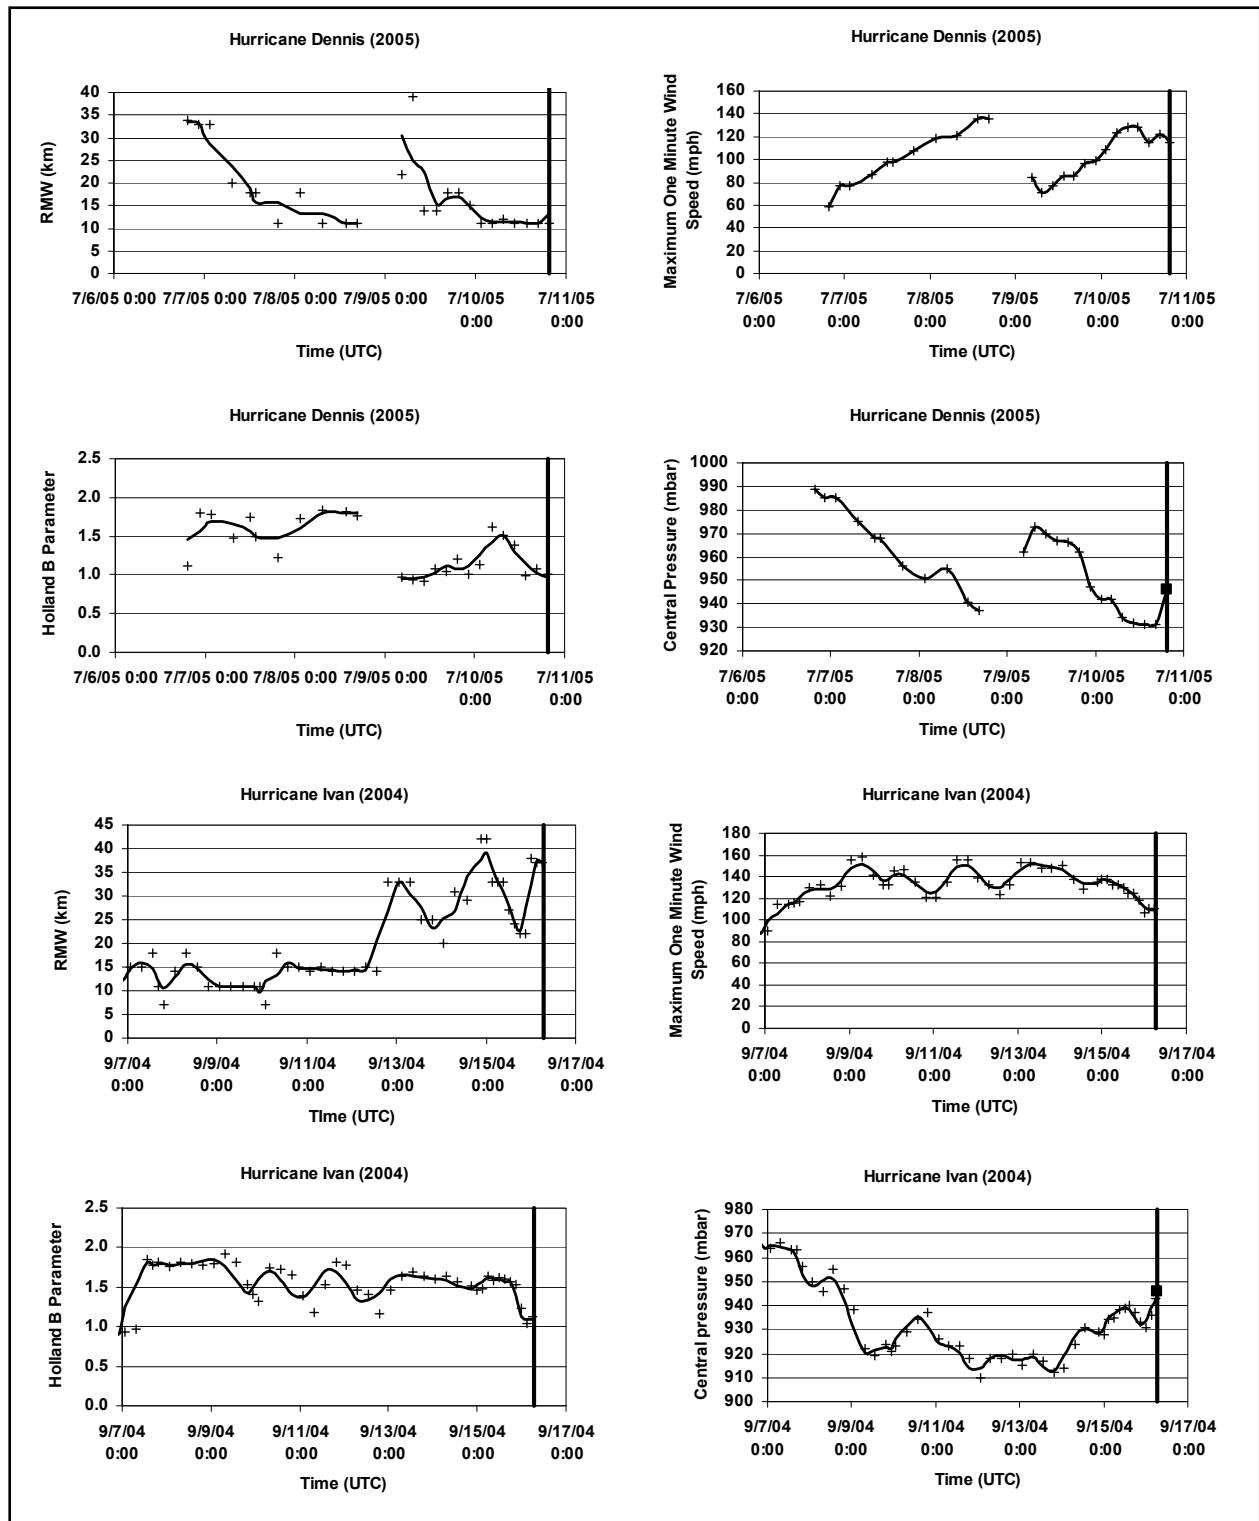 Hurricane Dennis (2005)
RMW (km)
40
35
30
25
20
15
10
5
0
7/6/05 0:00 7/7/05 0:00 7/8/05 0:00 7/9/05 0:00 7/10/05 7/11/05
0:00 0:00
Time (UTC)
Hurricane Dennis (2005)
Maximum One Minute Wind
Speed (mph)
160
140
120
100
80
60
40
20
0
7/6/05 7/7/05 7/8/05 7/9/05 7/10/05 7/11/05
0:00 0:00 0:00 0:00 0:00 0:00
Time (UTC)
Hurricane Dennis (2005)
Holland B Parameter
2.5
2.0
1.5
1.0
0.5
0.0
7/6/05 0:00 7/7/05 0:00 7/8/05 0:00 7/9/05 0:00 7/10/05 7/11/05
0:00 0:00
Time (UTC)
Hurricane Dennis (2005)
Central Pressure (mbar)
1000
990
980
970
960
950
940
930
920
7/6/05 7/7/05 7/8/05 7/9/05 7/10/05 7/11/05
0:00 0:00 0:00 0:00 0:00 0:00
Time (UTC)
Hurricane Ivan (2004)
RMW (km)
45
40
35
30
25
20
15
10
5
0
9/7/04 9/9/04 9/11/04 9/13/04 9/15/04 9/17/04
0:00 0:00 0:00 0:00 0:00 0:00
TIme (UTC)
Hurricane Ivan (2004)
Maximum One Minute Wind
Speed (mph)
180
160
140
120
100
80
60
40
20
0
9/7/04 9/9/04 9/11/04 9/13/04 9/15/04 9/17/04
0:00 0:00 0:00 0:00 0:00 0:00
Time (UTC)
Hurricane Ivan (2004)
Holland B Parameter
2.5
2.0
1.5
1.0
0.5
0.0
9/7/04 9/9/04 9/11/04 9/13/04 9/15/04 9/17/04
0:00 0:00 0:00 0:00 0:00 0:00
Time (UTC)
Hurricane Ivan (2004)
Central pressure (mbar)
980
970
960
950
940
930
920
910
900
9/7/04 9/9/04 9/11/04 9/13/04 9/15/04 9/17/04
0:00 0:00 0:00 0:00 0:00 0:00
Time (UTC)